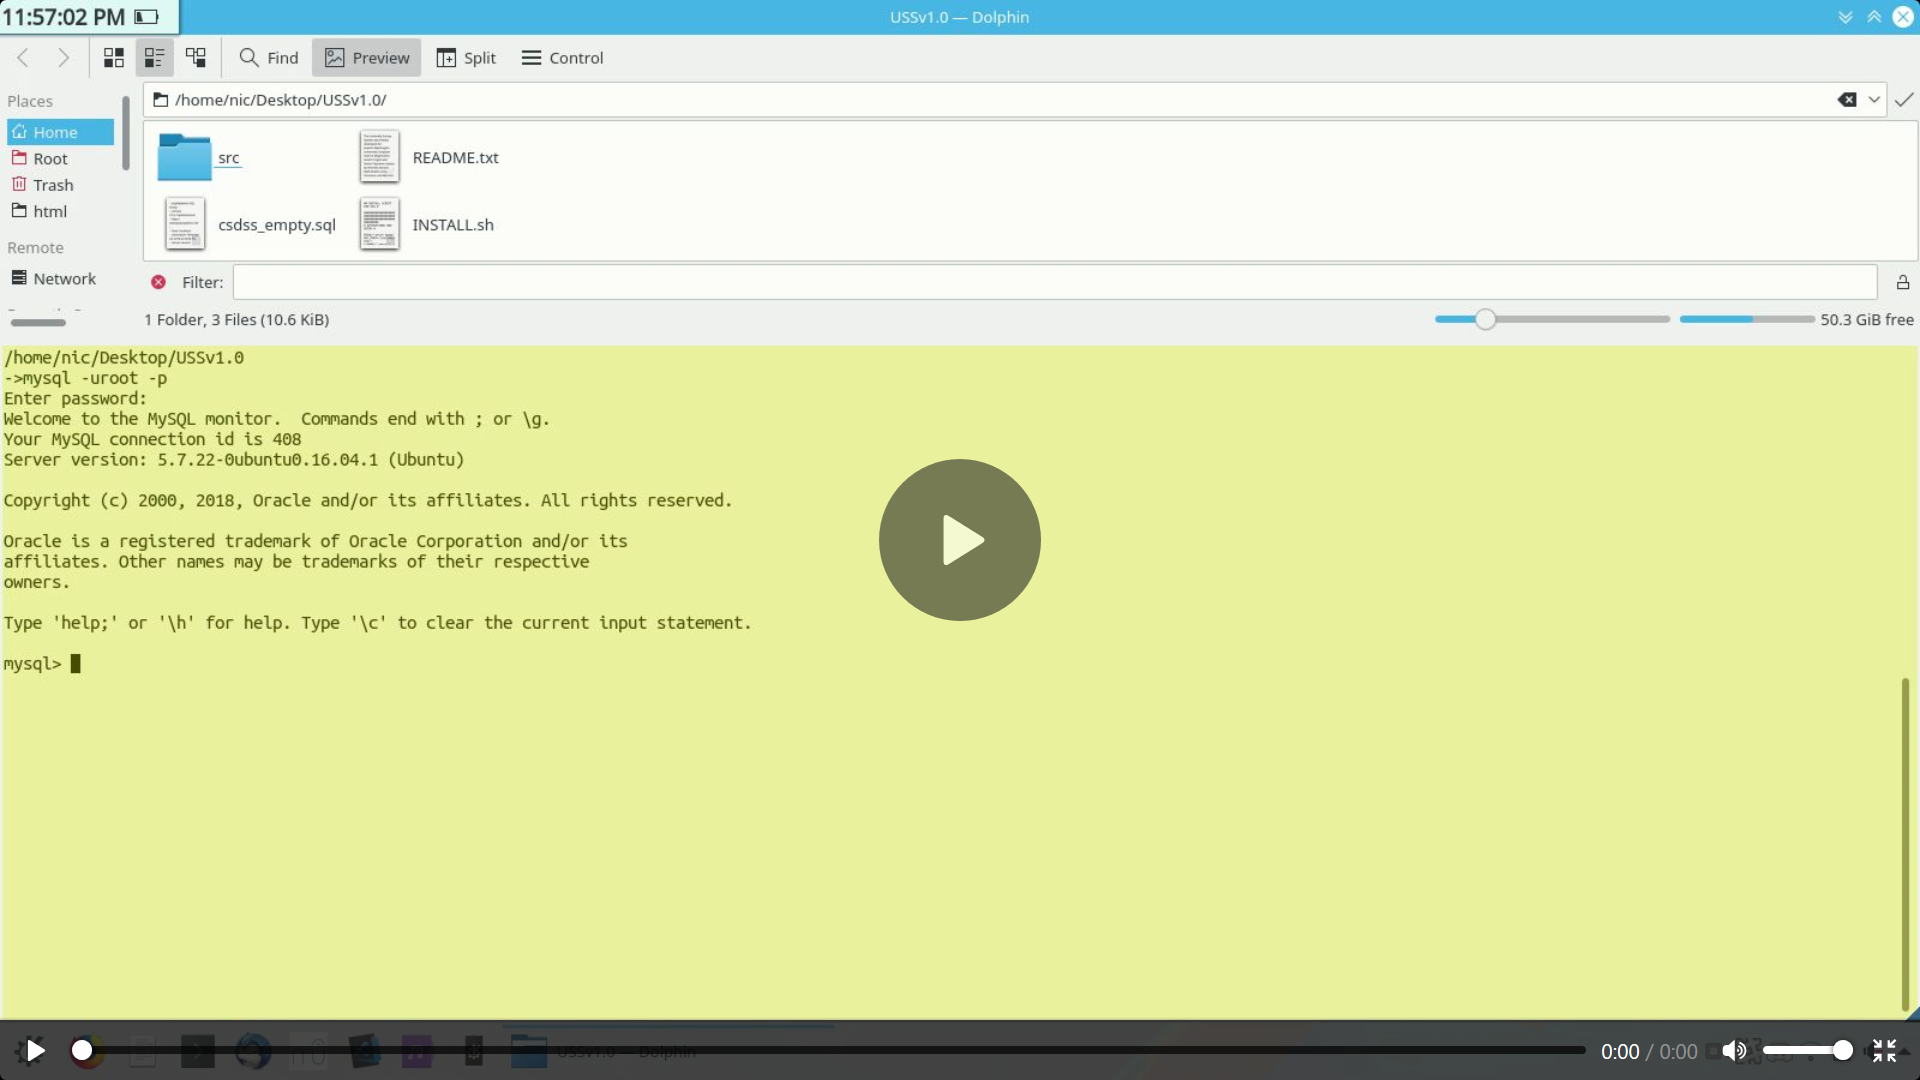 11:57:02 PM
USSv1.0 — Dolphin
Find
Preview
Split
Control
Places
/home/nic/Desktop/USSv1.0/
Home
Root
Trash
html
Remote
Network
src
README.txt
csdss_empty.sql
INSTALL.sh
Filter:
1 Folder, 3 Files (10.6 KiB)
50.3 GiB free
/home/nic/Desktop/USSv1.0
->mysql -uroot -p
Enter password:
Welcome to the MySQL monitor.  Commands end with ; or \g.
Your MySQL connection id is 408
Server version: 5.7.22-0ubuntu0.16.04.1 (Ubuntu)
Copyright (c) 2000, 2018, Oracle and/or its affiliates. All rights reserved.
Oracle is a registered trademark of Oracle Corporation and/or its
affiliates. Other names may be trademarks of their respective
owners.
Type 'help;' or '\h' for help. Type '\c' to clear the current input statement.
mysql>
USSv1.0 — Dolphin
0:00 / 0:00